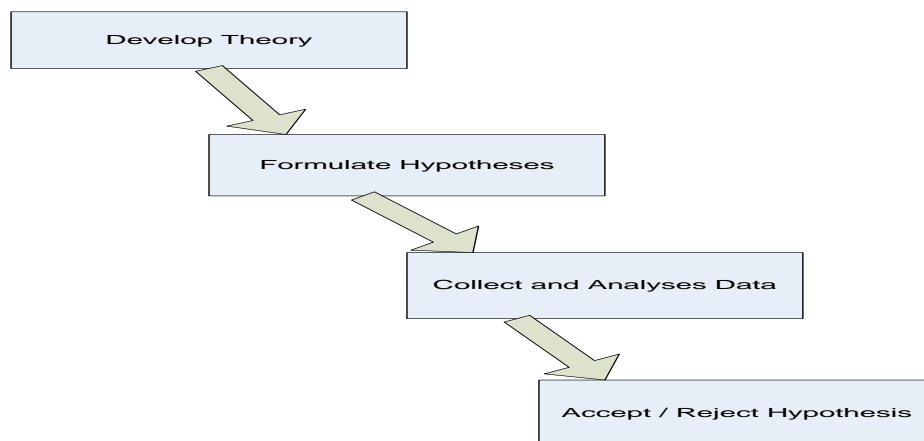 Develop Theory
Formulate Hypotheses
Collect and Analyses Data
Accept / Reject Hypothesis